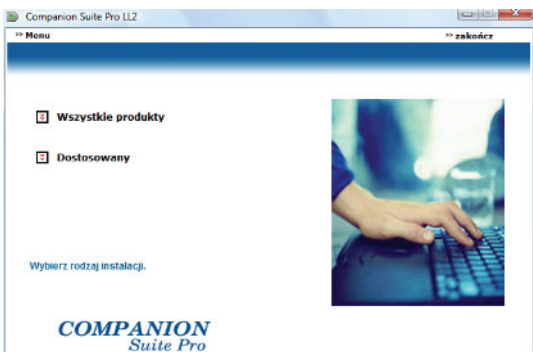 Companion Suite Pro LL2
>> Menu
>> zakończ
Wszystkie produkty
Dostosowany
Wybierz rodzaj instalacji.
COMPANION
Suite Pro